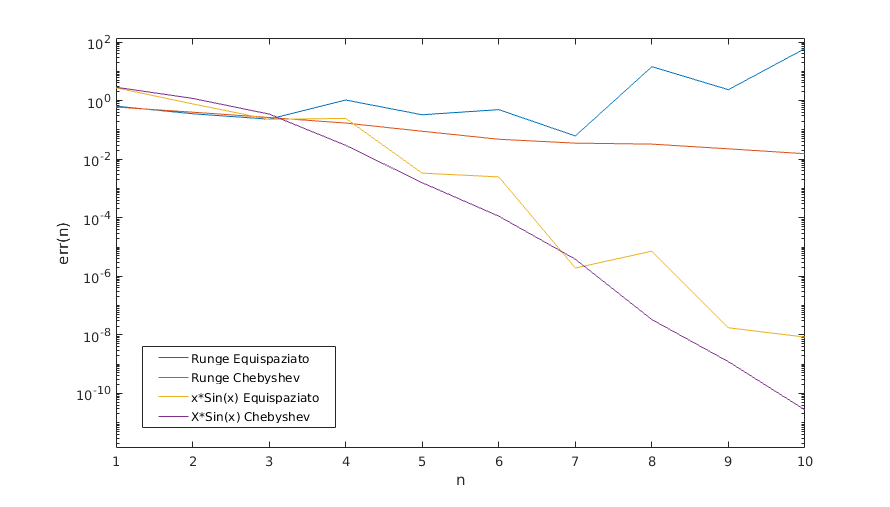 10^2
10^0
10^-2
10^-4
10^-6
10^-8
10^-10
err(n)
Runge Equispaziato
Runge Chebyshev
x*Sin(x) Equispaziato
X*Sin(x) Chebyshev
1 2 3 4 5 6 7 8 9 10
n